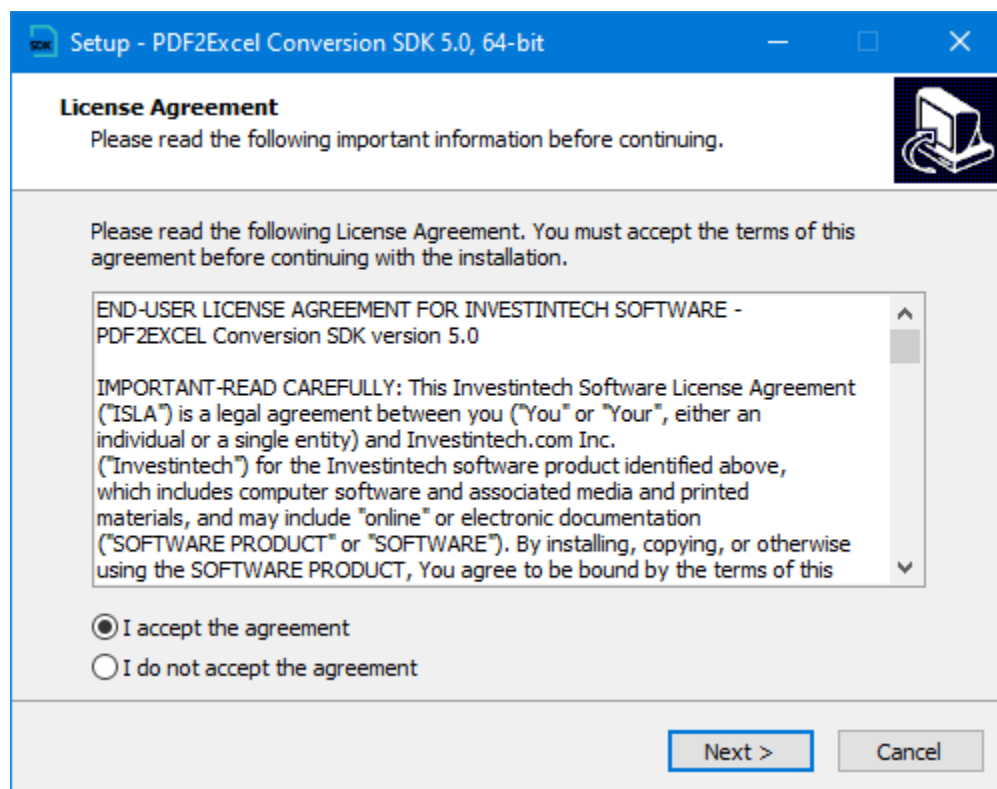 SDK Setup - PDF2Excel Conversion SDK 5.0, 64-bit
License Agreement
Please read the following important information before continuing.
Please read the following License Agreement. You must accept the terms of this
agreement before continuing with the installation.
END-USER LICENSE AGREEMENT FOR INVESTINTECH SOFTWARE -
PDF2EXCEL Conversion SDK version 5.0
IMPORTANT-READ CAREFULLY: This Investintech Software License Agreement
("ISLA") is a legal agreement between you ("You" or "Your", either an
individual or a single entity) and Investintech.com Inc.
("Investintech") for the Investintech software product identified above,
which includes computer software and associated media and printed
materials, and may include "online" or electronic documentation
("SOFTWARE PRODUCT" or "SOFTWARE"). By installing, copying, or otherwise
using the SOFTWARE PRODUCT, You agree to be bound by the terms of this
I accept the agreement
I do not accept the agreement
Next > Cancel